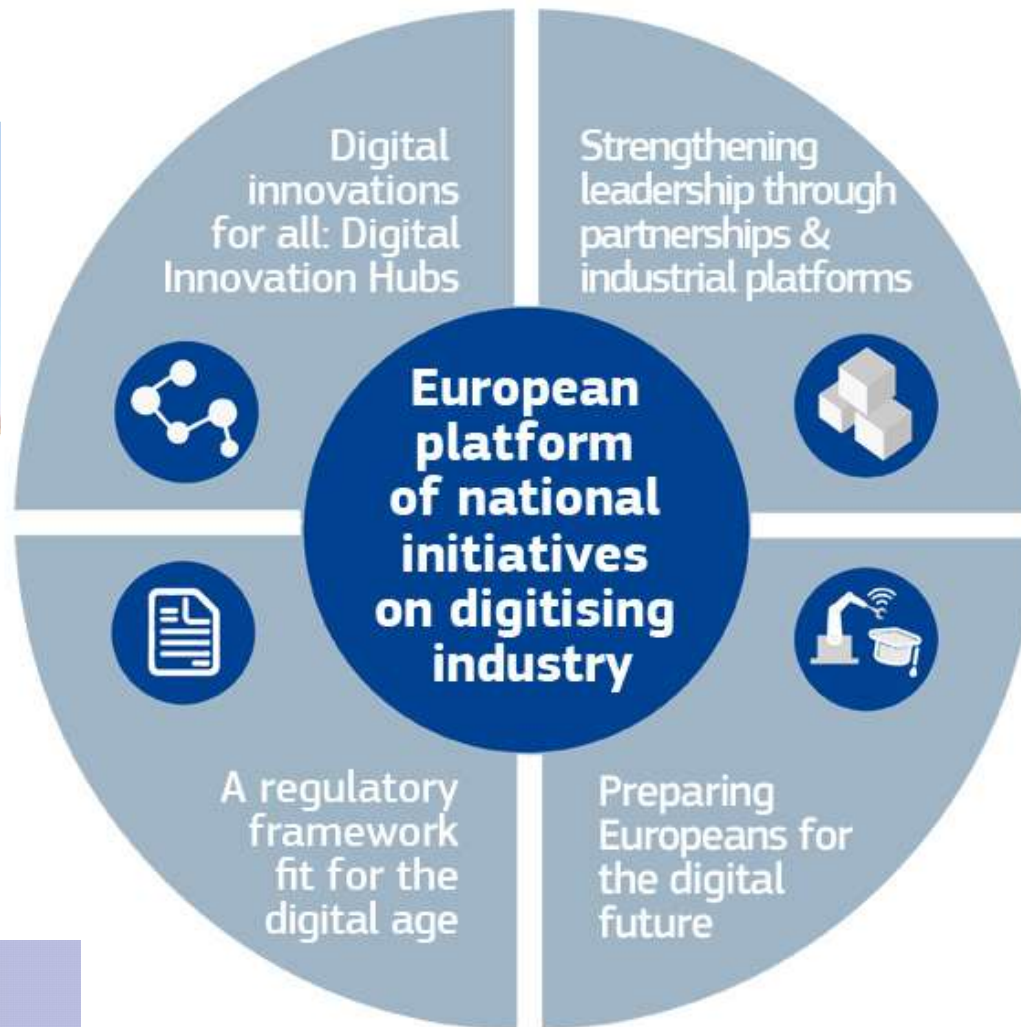 Digital
innovations
for all: Digital
Innovation Hubs
Strengthening
leadership through
partnerships &
industrial platforms
European
platform
of national
initiatives
on digitising
industry
A regulatory
framework
fit for the
digital age
Preparing
Europeans for
the digital
future